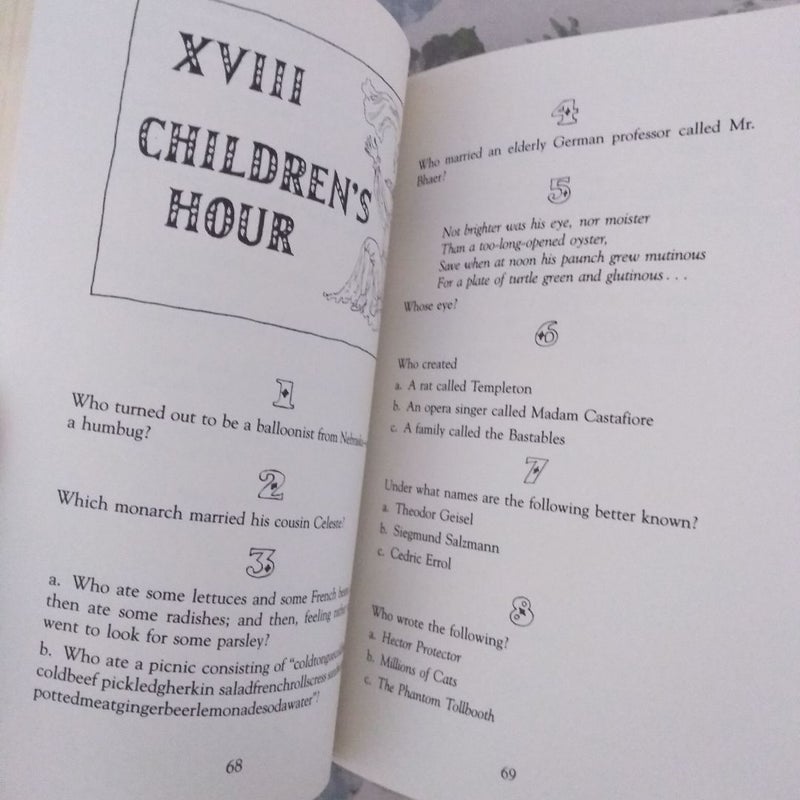 XVIII
CHILDREN'S
HOUR
1
Who turned out to be a balloonist from Nebraska—
a humbug?
2
Which monarch married his cousin Celeste?
3
a. Who ate some lettuces and some French
then ate some radishes; and then, feeling
went to look for some parsley?
b. Who ate a picnic consisting of
coldbeef pickledgherkin saladfrenchrollscress
pottedmeatgingerbeerlemonadesodawater"?
68
4
Who married an elderly German professor called Mr.
Bhaer?
5
Not brighter was his eye, nor moister
Than a too-long-opened oyster,
Save when at noon his paunch grew mutinous
For a plate of turtle green and glutinous . . .
Whose eye?
6
Who created
a. A rat called Templeton
b. An opera singer called Madam Castafiore
c. A family called the Bastables
7
Under what names are the following better known?
a. Theodor Geisel
b. Siegmund Salzmann
c. Cedric Errol
8
Who wrote the following?
a. Hector Protector
b. Millions of Cats
c. The Phantom Tollbooth
69